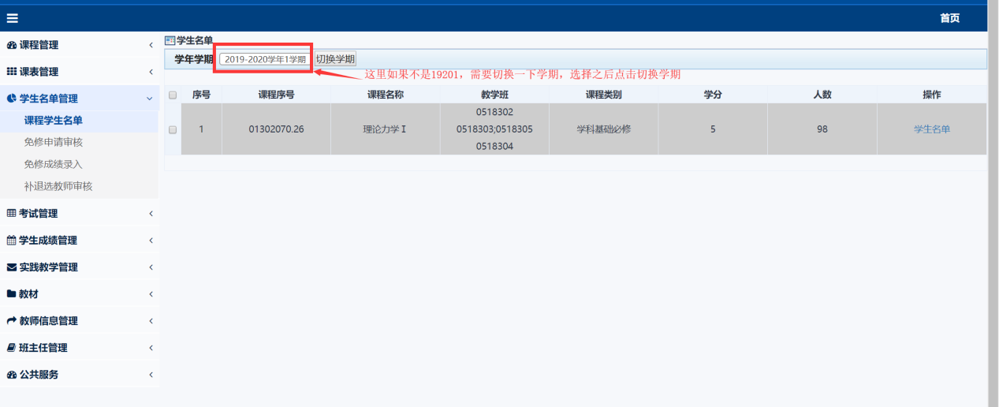 首页
课程管理
课表管理
学生名单管理
课程学生名单
免修申请审核
免修成绩录入
补退选教师审核
考试管理
学生成绩管理
实践教学管理
教材
教师信息管理
班主任管理
公共服务
学生名单
学年学期 2019-2020学年1学期 切换学期
这里如果不是19201，需要切换一下学期，选择之后点击切换学期
序号 课程序号 课程名称 教学班 课程类别 学分 人数 操作
0518302
1 01302070.26 理论力学Ⅰ 0518303;0518305 学科基础必修 5 98 学生名单
0518304